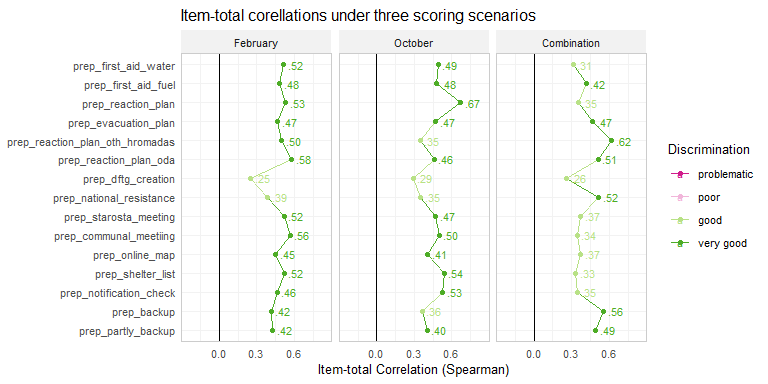 Item-total corellations under three scoring scenarios
February October Combination
prep_first_aid_water .52 .49 .31
prep_first_aid_fuel .48 .48 .42
prep_reaction_plan .53 .67 .35
prep_evacuation_plan .47 .47 .47
prep_reaction_plan_oth_hromadas .50 .35 .62
prep_reaction_plan_oda .58 .46 .51
prep_dftg_creation .25 .29 .26
prep_national_resistance .39 .35 .52
prep_starosta_meeting .52 .47 .37
prep_communal_meetiing .56 .50 .34
prep_online_map .45 .41 .37
prep_shelter_list .52 .54 .33
prep_notification_check .46 .53 .35
prep_backup .42 .36 .56
prep_partly_backup .42 .40 .49
0.0 0.3 0.6 0.0 0.3 0.6 0.0 0.3 0.6
Item-total Correlation (Spearman)
Discrimination
a problematic
a poor
a good
a very good